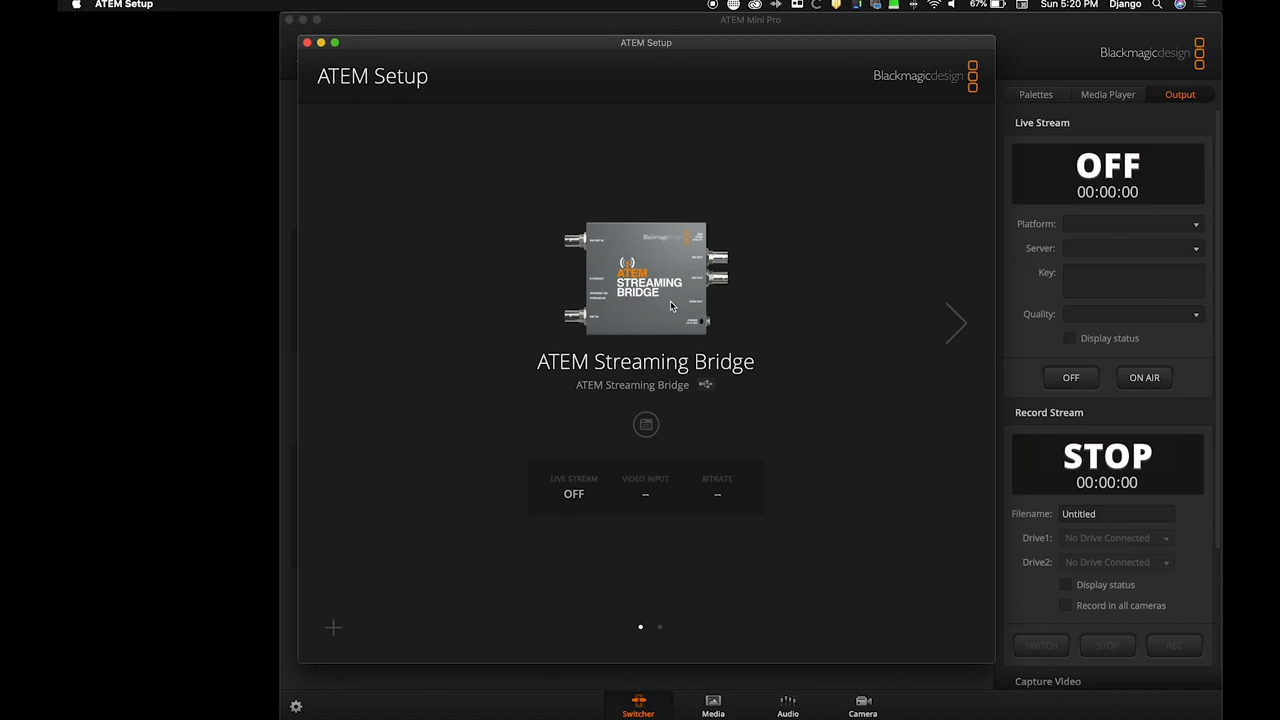 ATEM Setup
67%
Sun 5:20 PM
Django
ATEM Mini Pro
ATEM Setup
ATEM Setup
Blackmagicdesign
Blackmagicdesign
Palettes
Media Player
Output
Live Stream
OFF
00:00:00
Platform:
Server:
Key:
Quality:
Display status
OFF
ON AIR
Record Stream
STOP
00:00:00
Filename:
Untitled
Drive1:
No Drive Connected
Drive2:
No Drive Connected
Display status
Record in all cameras
SWITCH
STOP
REC
Capture Video
Blackmagicdesign
ATEM
STREAMING
BRIDGE
ATEM Streaming Bridge
ATEM Streaming Bridge
LIVE STREAM
VIDEO INPUT
BITRATE
OFF
--
--
Switcher
Media
Audio
Camera